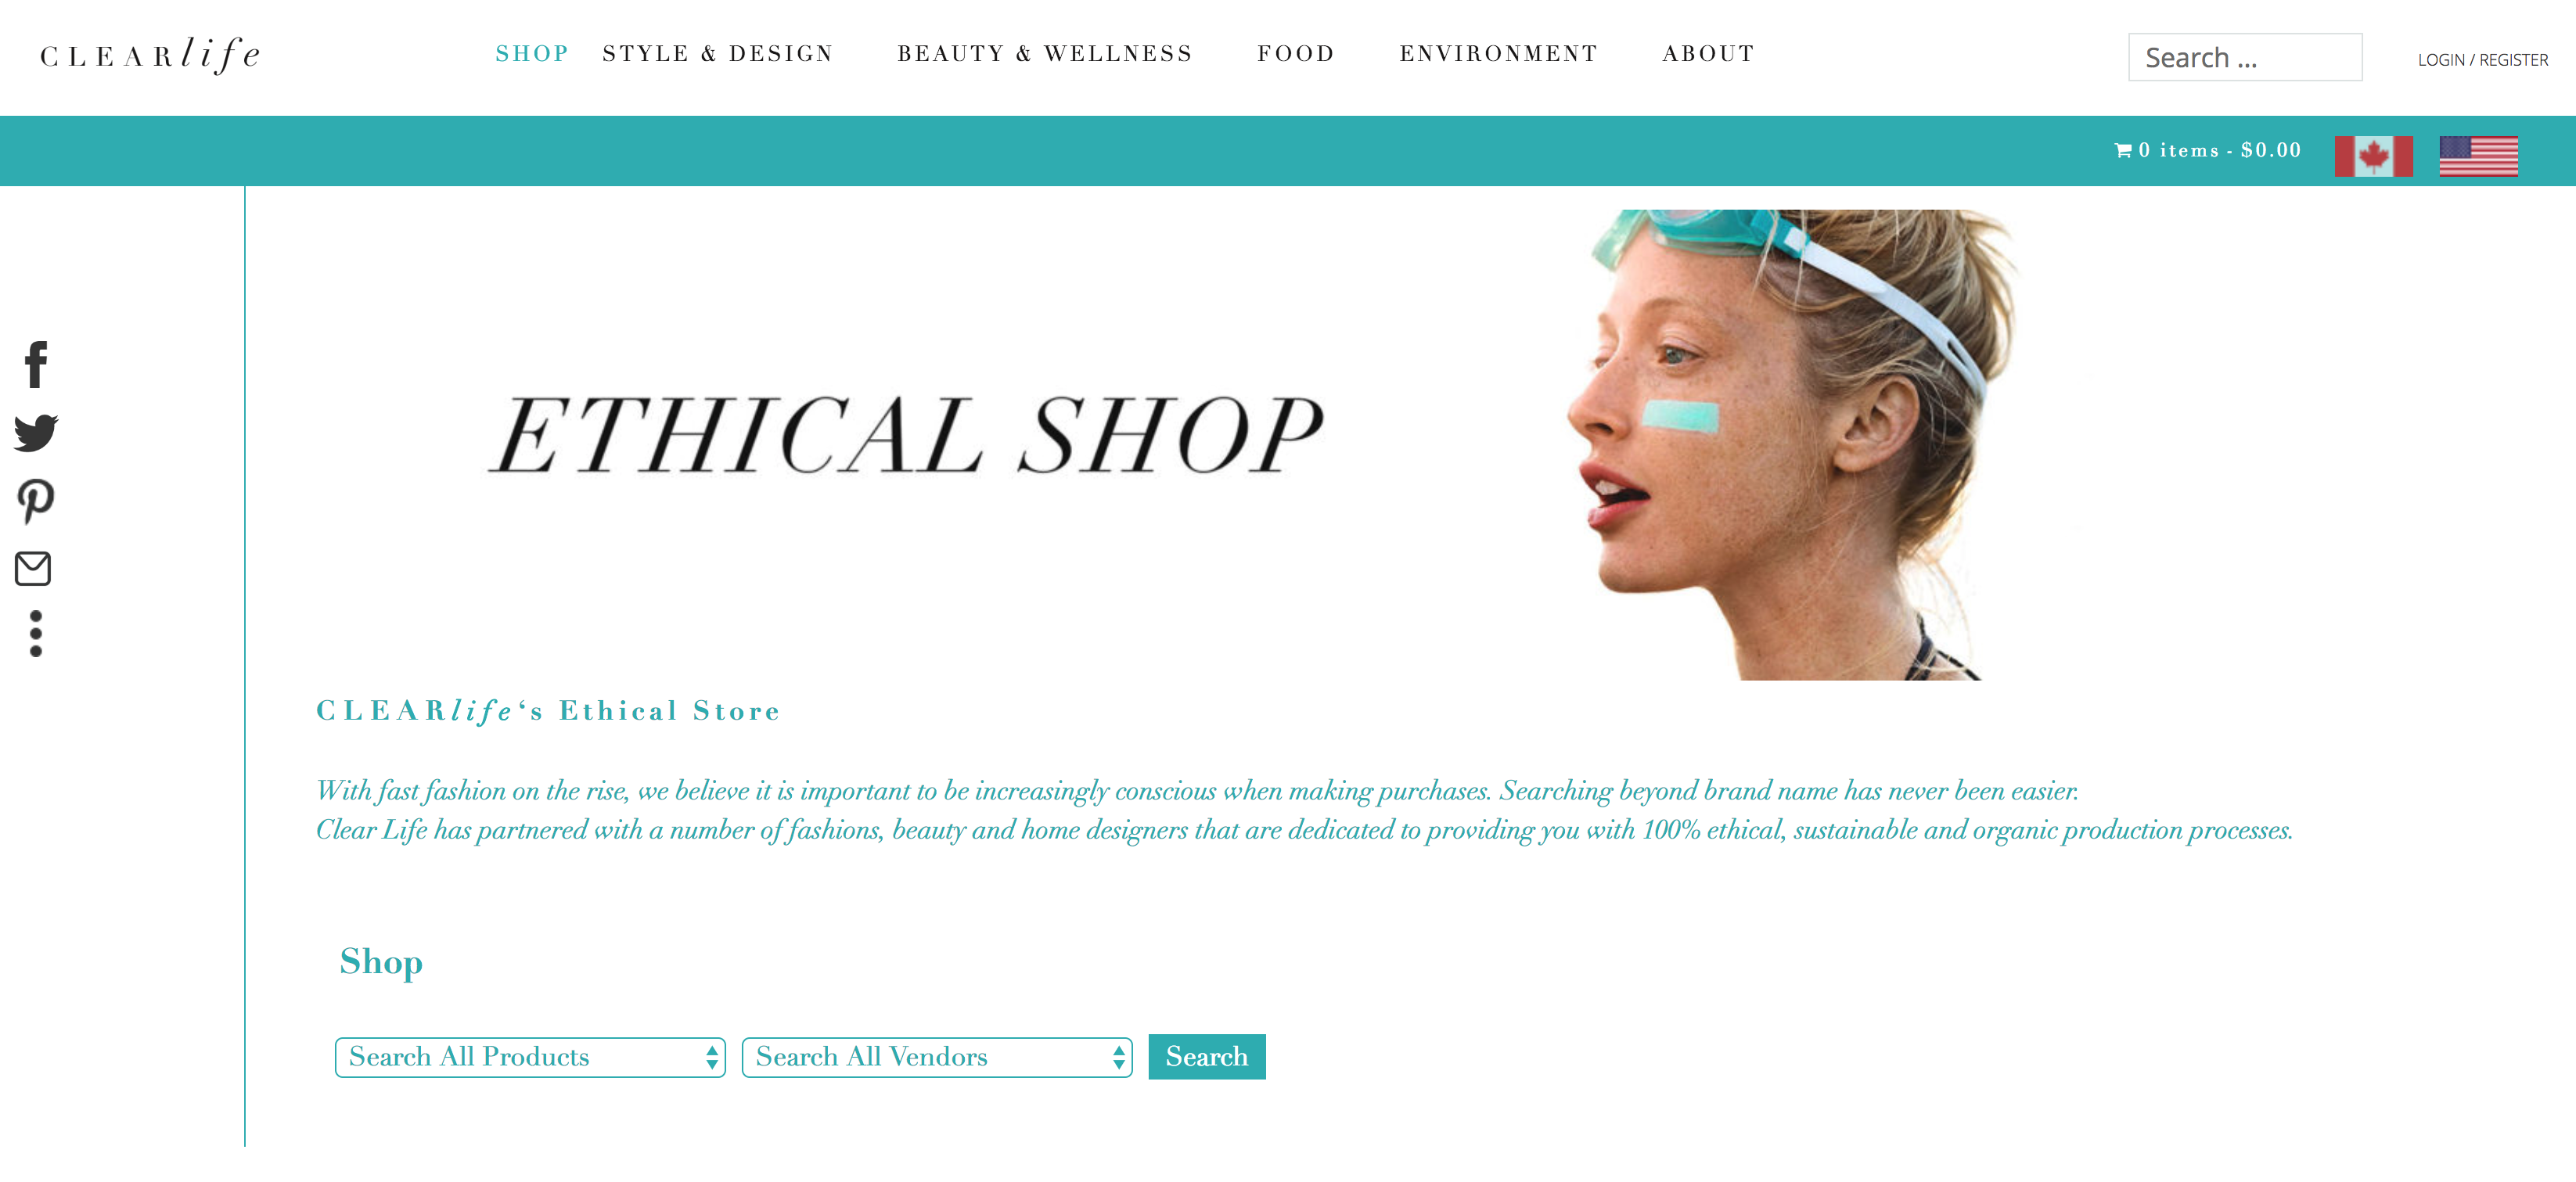 CLEARlife
SHOP STYLE & DESIGN BEAUTY & WELLNESS FOOD ENVIRONMENT ABOUT
Search ...
LOGIN / REGISTER
0 items - $0.00
ETHICAL SHOP
CLEARlife‘s Ethical Store
With fast fashion on the rise, we believe it is important to be increasingly conscious when making purchases. Searching beyond brand name has never been easier.
Clear Life has partnered with a number of fashions, beauty and home designers that are dedicated to providing you with 100% ethical, sustainable and organic production processes.
Shop
Search All Products
Search All Vendors
Search